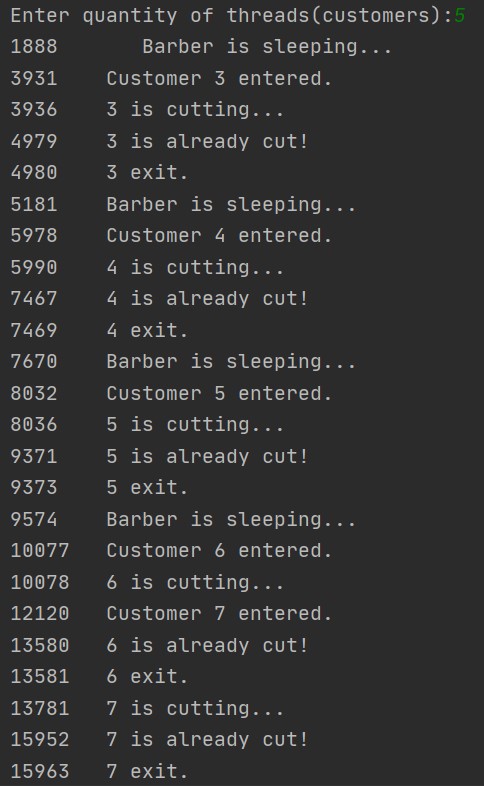 Enter quantity of threads(customers):5
1888       Barber is sleeping...
3931    Customer 3 entered.
3936    3 is cutting...
4979    3 is already cut!
4980    3 exit.
5181    Barber is sleeping...
5978    Customer 4 entered.
5990    4 is cutting...
7467    4 is already cut!
7469    4 exit.
7670    Barber is sleeping...
8032    Customer 5 entered.
8036    5 is cutting...
9371    5 is already cut!
9373    5 exit.
9574    Barber is sleeping...
10077   Customer 6 entered.
10078   6 is cutting...
12120   Customer 7 entered.
13580   6 is already cut!
13581   6 exit.
13781   7 is cutting...
15952   7 is already cut!
15963   7 exit.